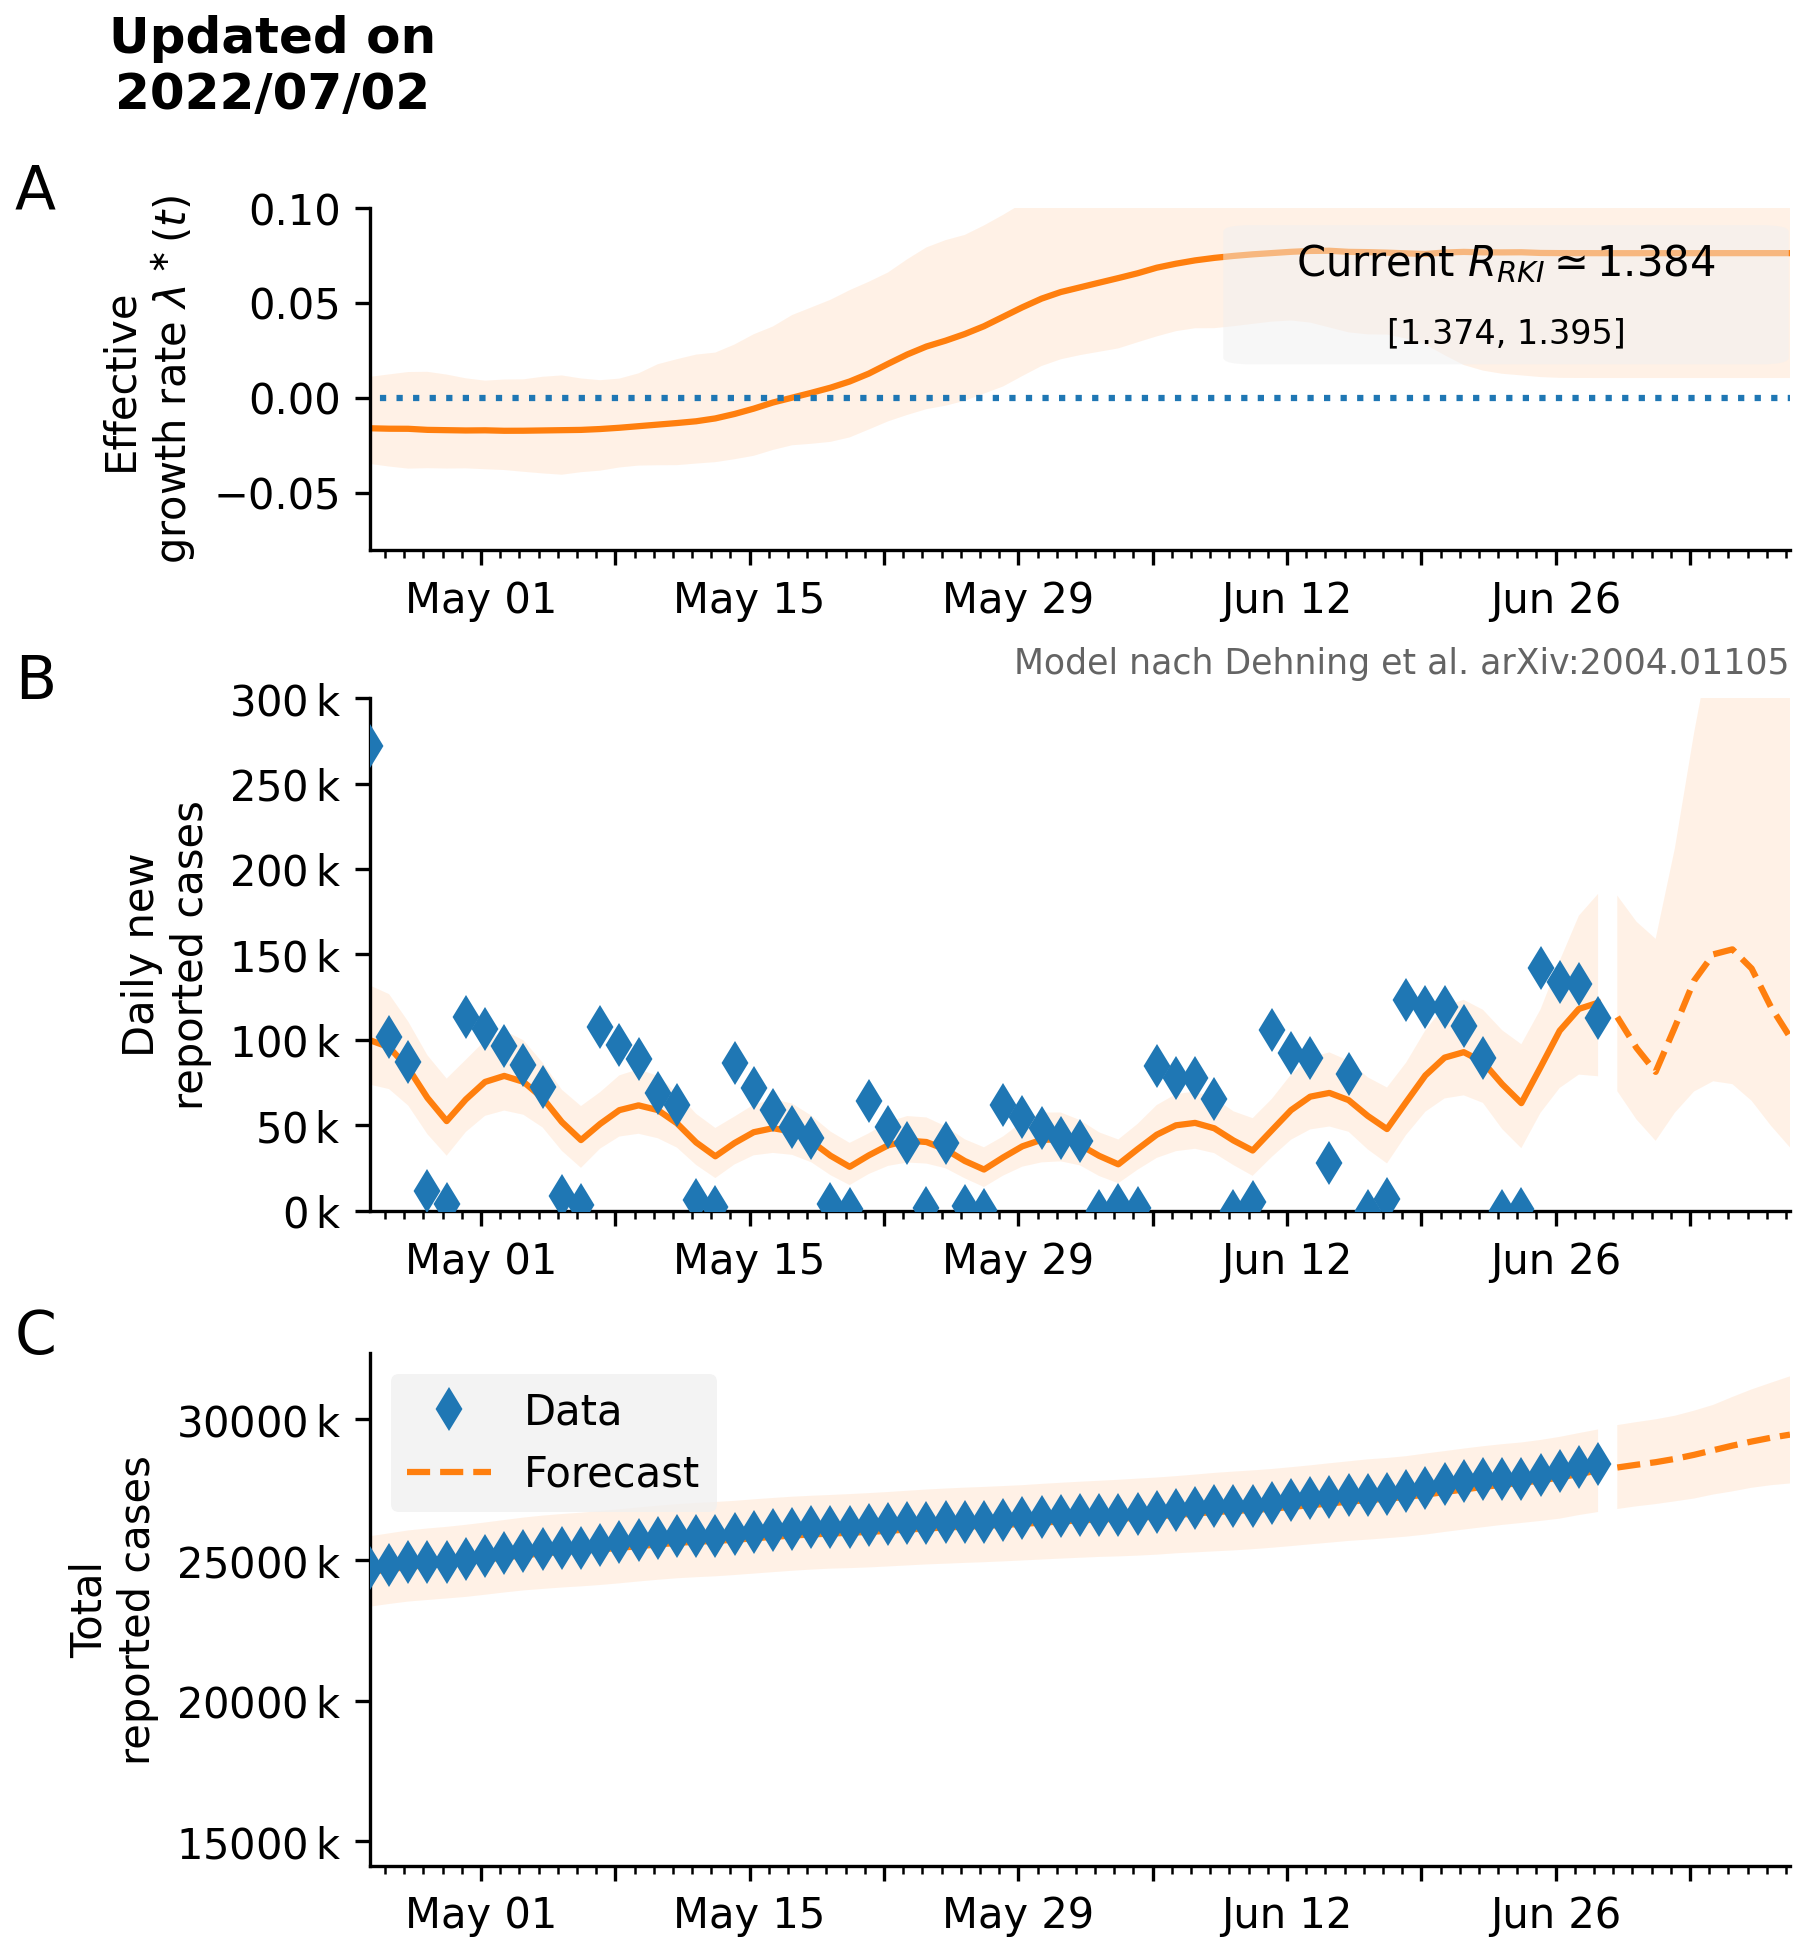 Updated on
2022/07/02
A
Effective
growth rate λ * (t)
0.10
0.05
0.00
−0.05
Current R_RKI ≃ 1.384
[1.374, 1.395]
May 01
May 15
May 29
Jun 12
Jun 26
B
Model nach Dehning et al. arXiv:2004.01105
Daily new
reported cases
300 k
250 k
200 k
150 k
100 k
50 k
0 k
May 01
May 15
May 29
Jun 12
Jun 26
C
Total
reported cases
30000 k
25000 k
20000 k
15000 k
Data
Forecast
May 01
May 15
May 29
Jun 12
Jun 26